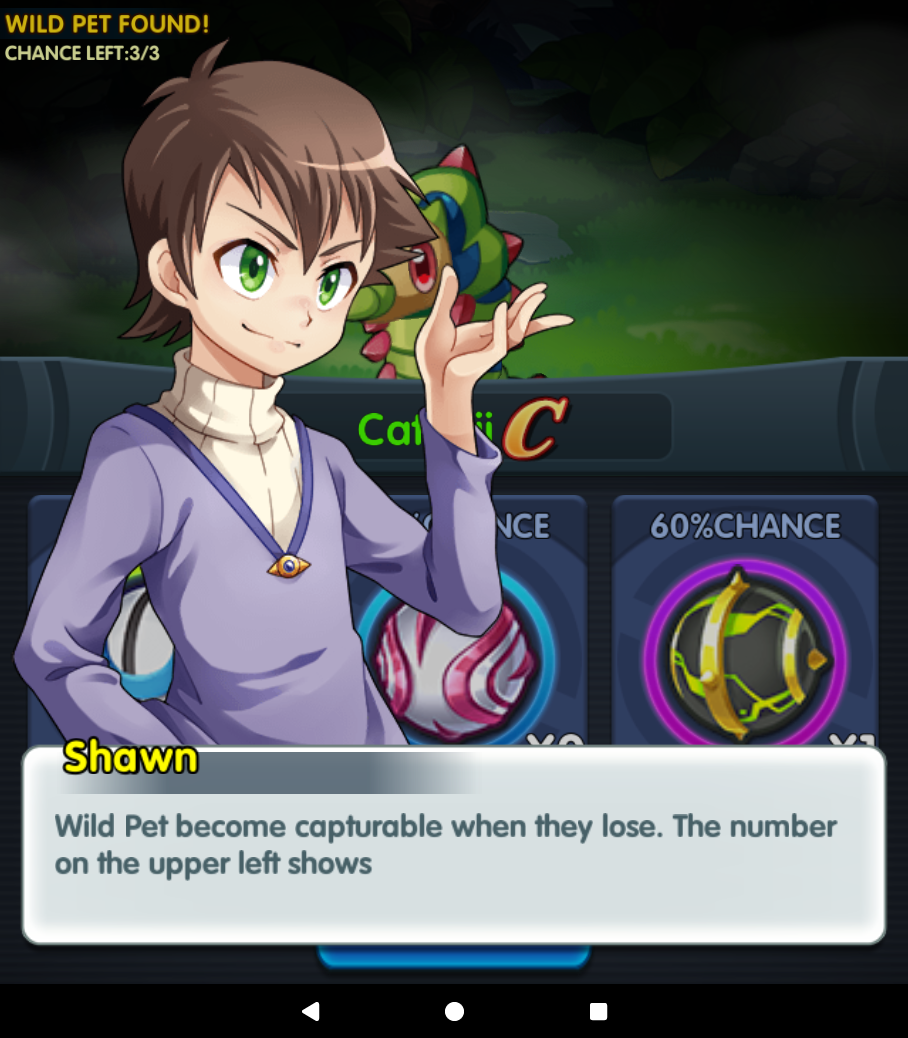 WILD PET FOUND!
CHANCE LEFT:3/3
C
60%CHANCE
Shawn
Wild Pet become capturable when they lose. The number
on the upper left shows